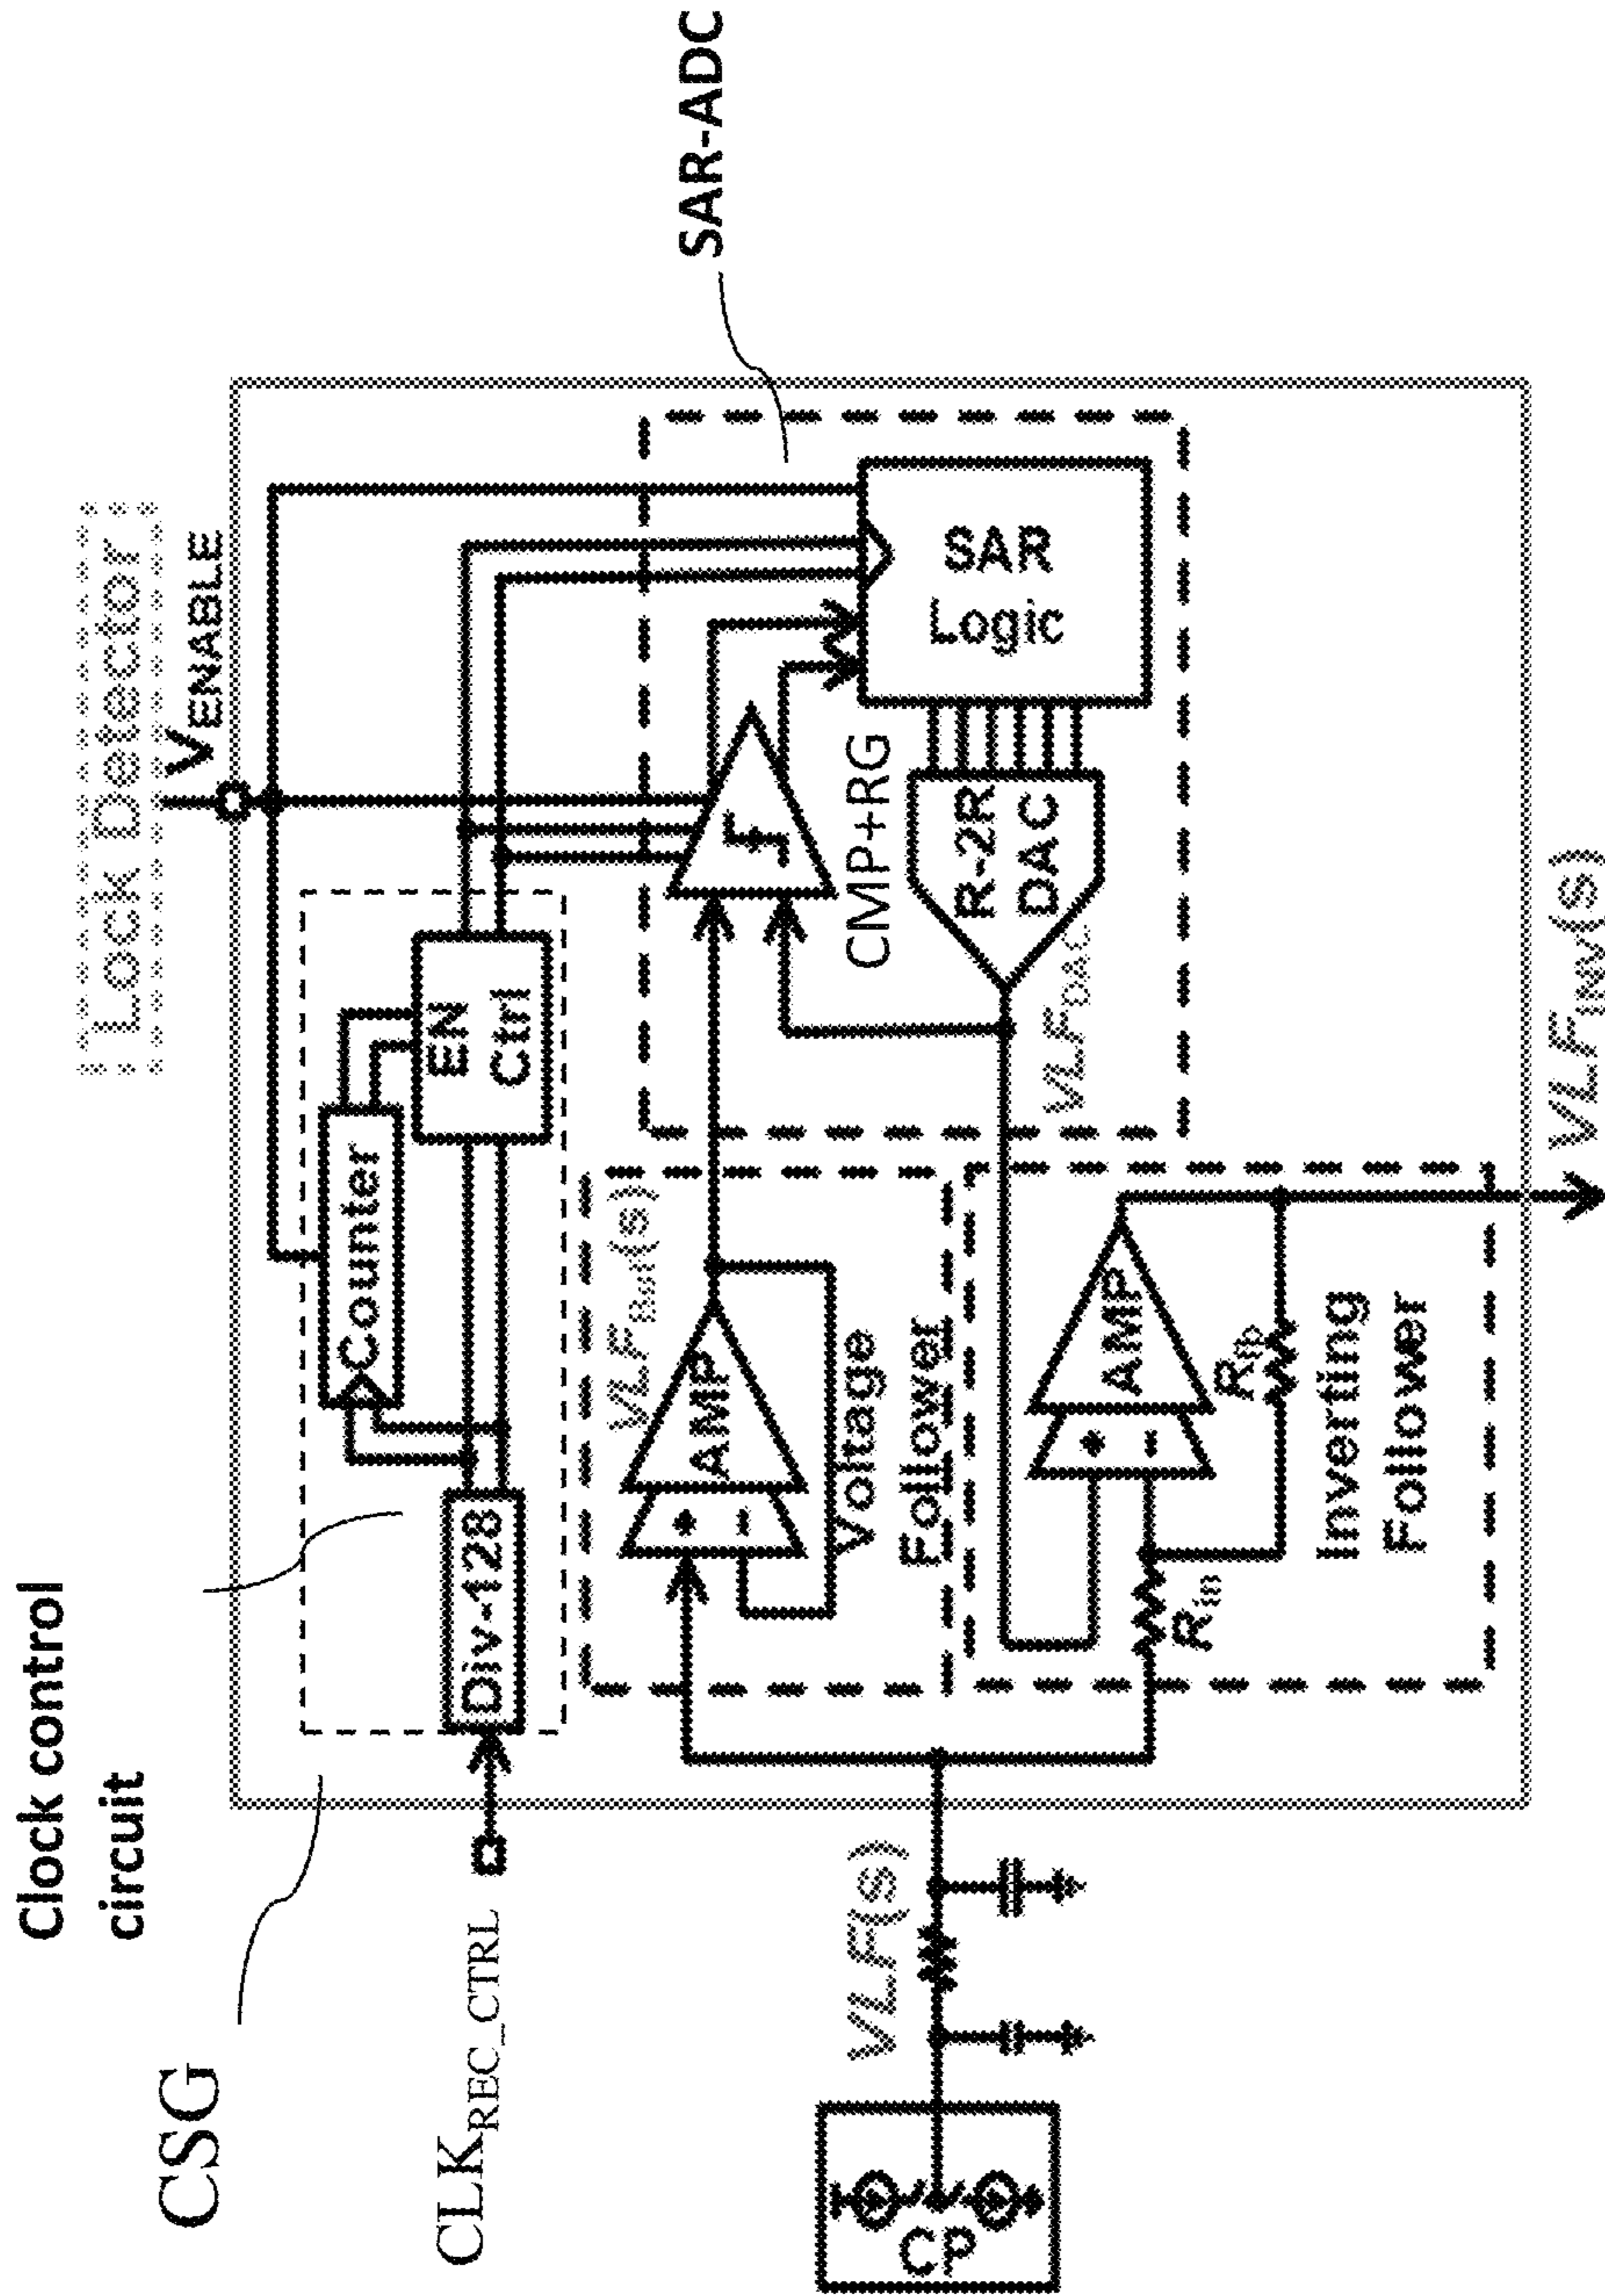 Clock control
circuit
CSG
Lock Detector
VENABLE
SAR-ADC
Counter
EN
Ctrl
CLKREC_CTRL
Div-128
VLFBuf(s)
AMP
+
-
Voltage
Follower
CMP+RG
SAR
Logic
R-2R
DAC
VLFDAC
VLF(s)
CP
AMP
+
-
Rin
Inverting
Follower
VLFINV(s)